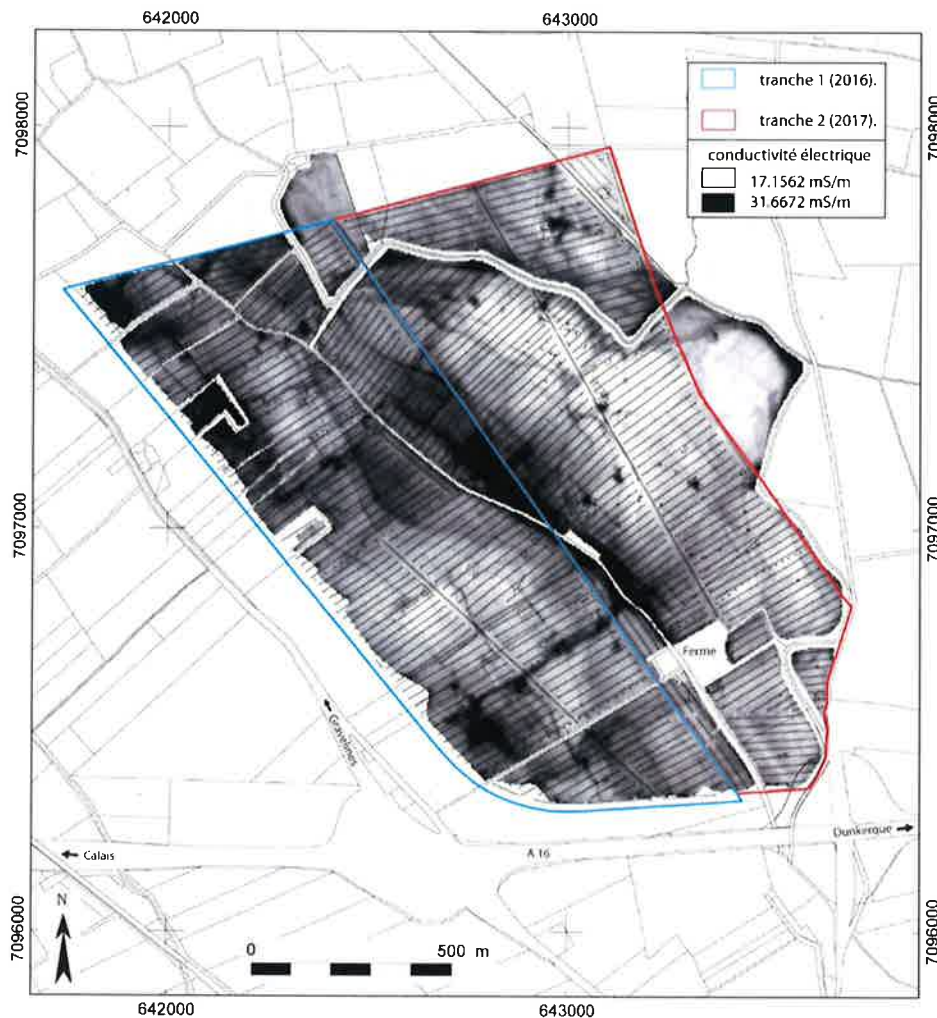 642000
643000
tranche 1 (2016).
tranche 2 (2017).
conductivité électrique
17.1562 mS/m
31.6672 mS/m
7098000
7098000
7097000
7097000
Ferme
Gravelines
Dunkerque
A 16
Calais
N
0 500 m
7096000
7096000
642000
643000